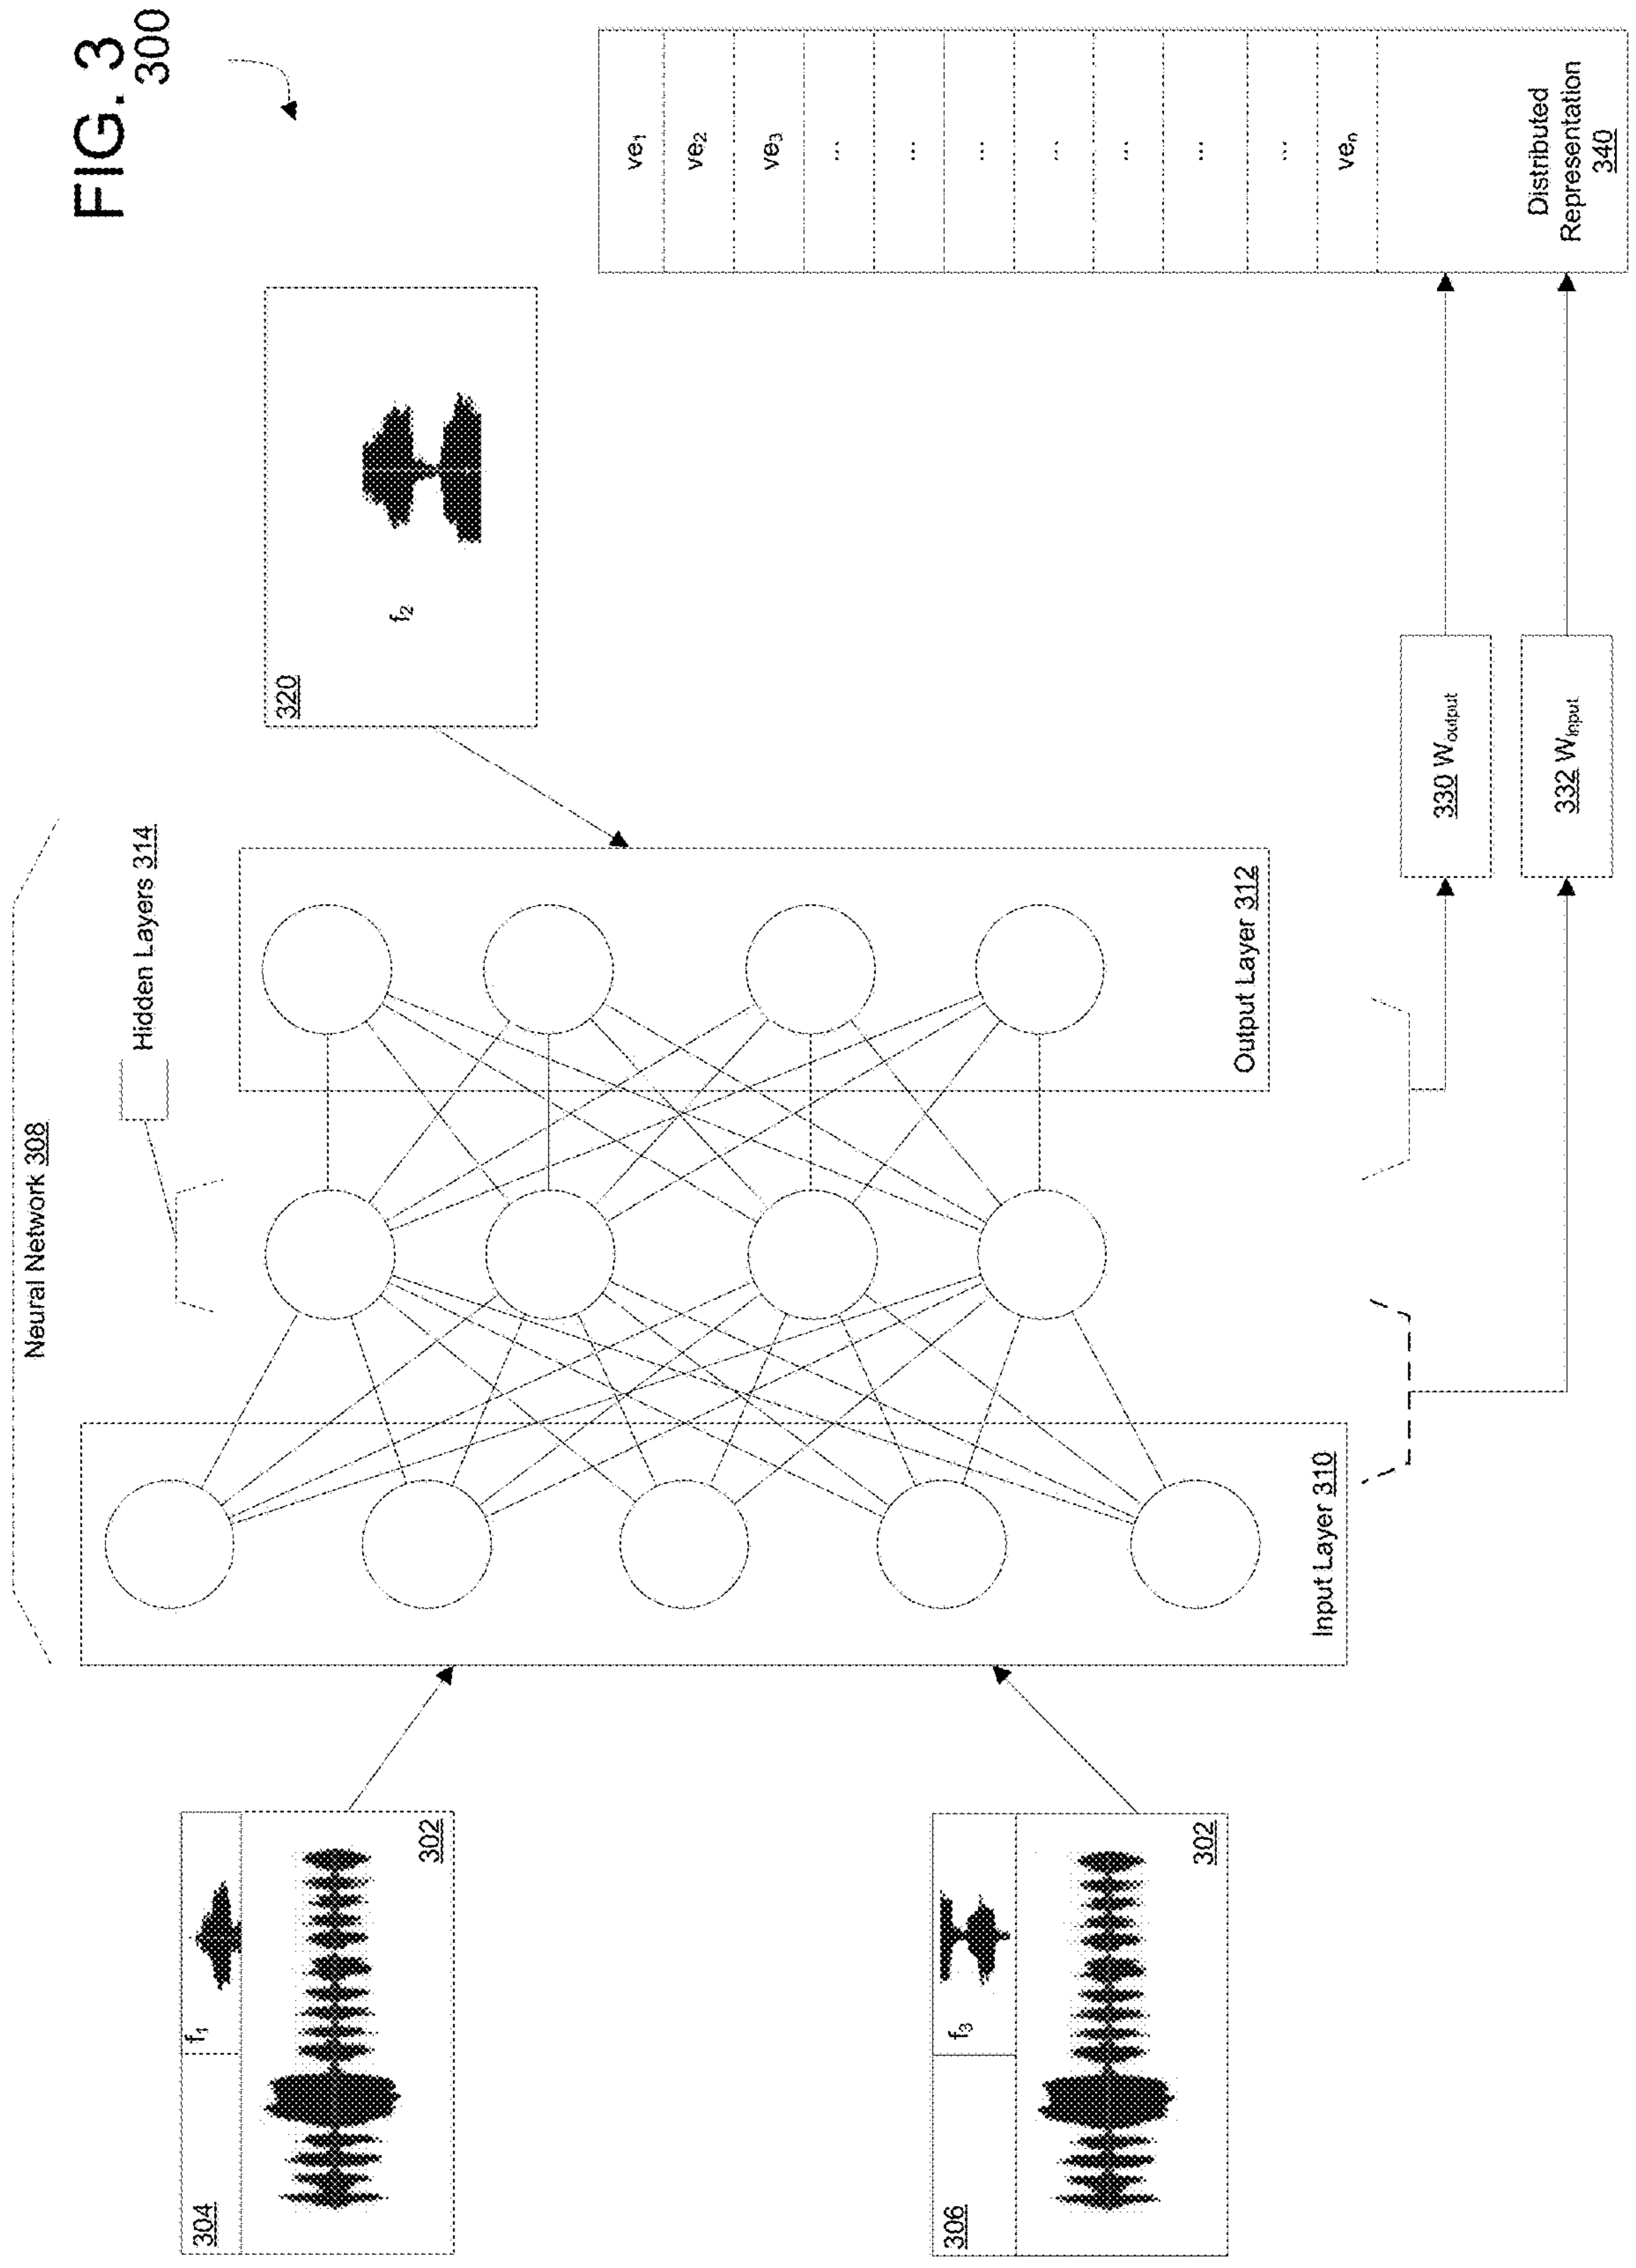 FIG. 3
300
Neural Network 308
Hidden Layers 314
304
f₁
302
306
f₃
302
Input Layer 310
Output Layer 312
320
f₂
330 Woutput
332 Winput
ve₁
ve₂
ve₃
...
...
...
...
...
...
...
veₙ
Distributed
Representation
340